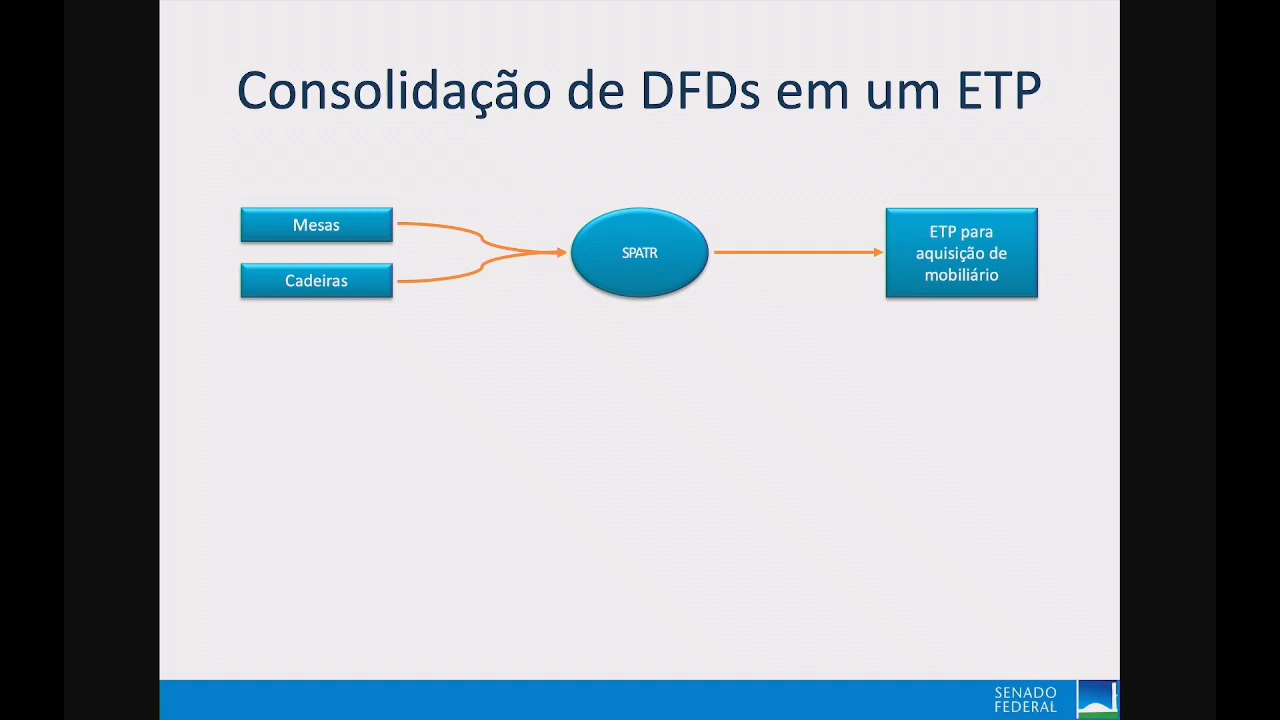 Consolidação de DFDs em um ETP
Mesas
Cadeiras
SPATR
ETP para
aquisição de
mobiliário
SENADO
FEDERAL